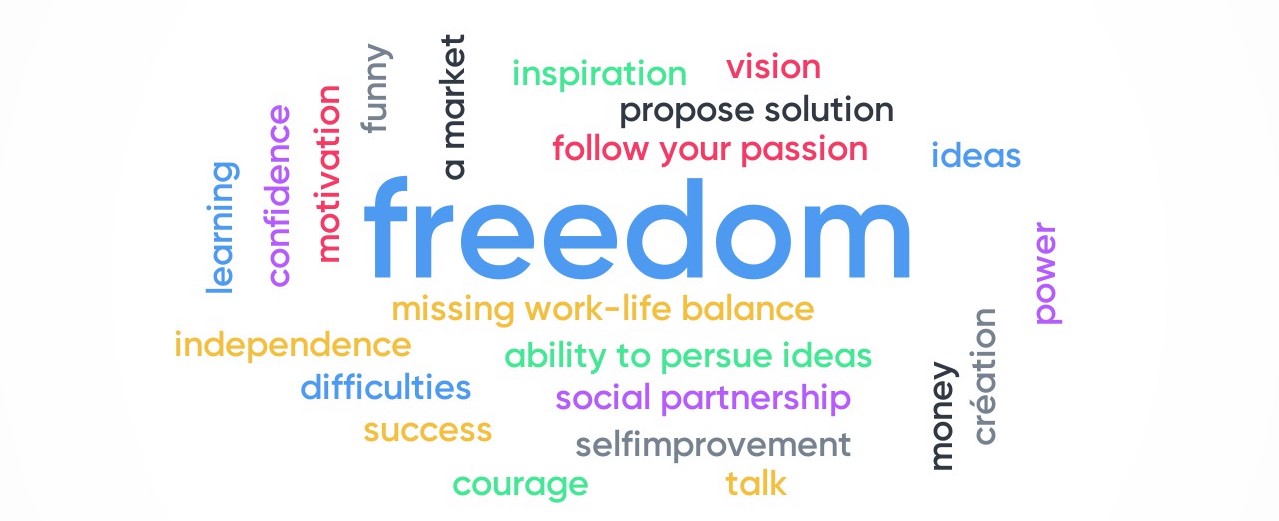 funny
a market
inspiration
vision
propose solution
motivation
confidence
follow your passion
ideas
learning
freedom
power
missing work-life balance
independence
ability to persue ideas
création
difficulties
social partnership
money
success
selfimprovement
courage
talk